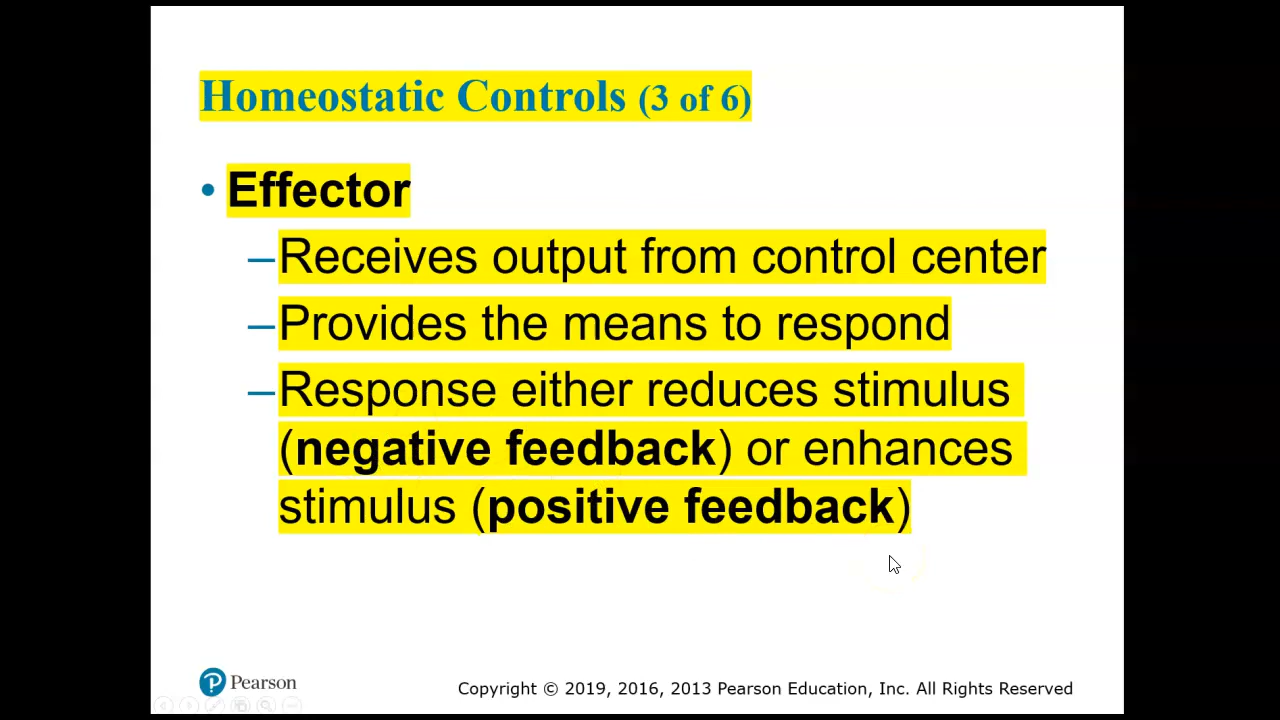 Homeostatic Controls (3 of 6)
• Effector
–Receives output from control center
–Provides the means to respond
–Response either reduces stimulus
(negative feedback) or enhances
stimulus (positive feedback)
P Pearson
Copyright © 2019, 2016, 2013 Pearson Education, Inc. All Rights Reserved